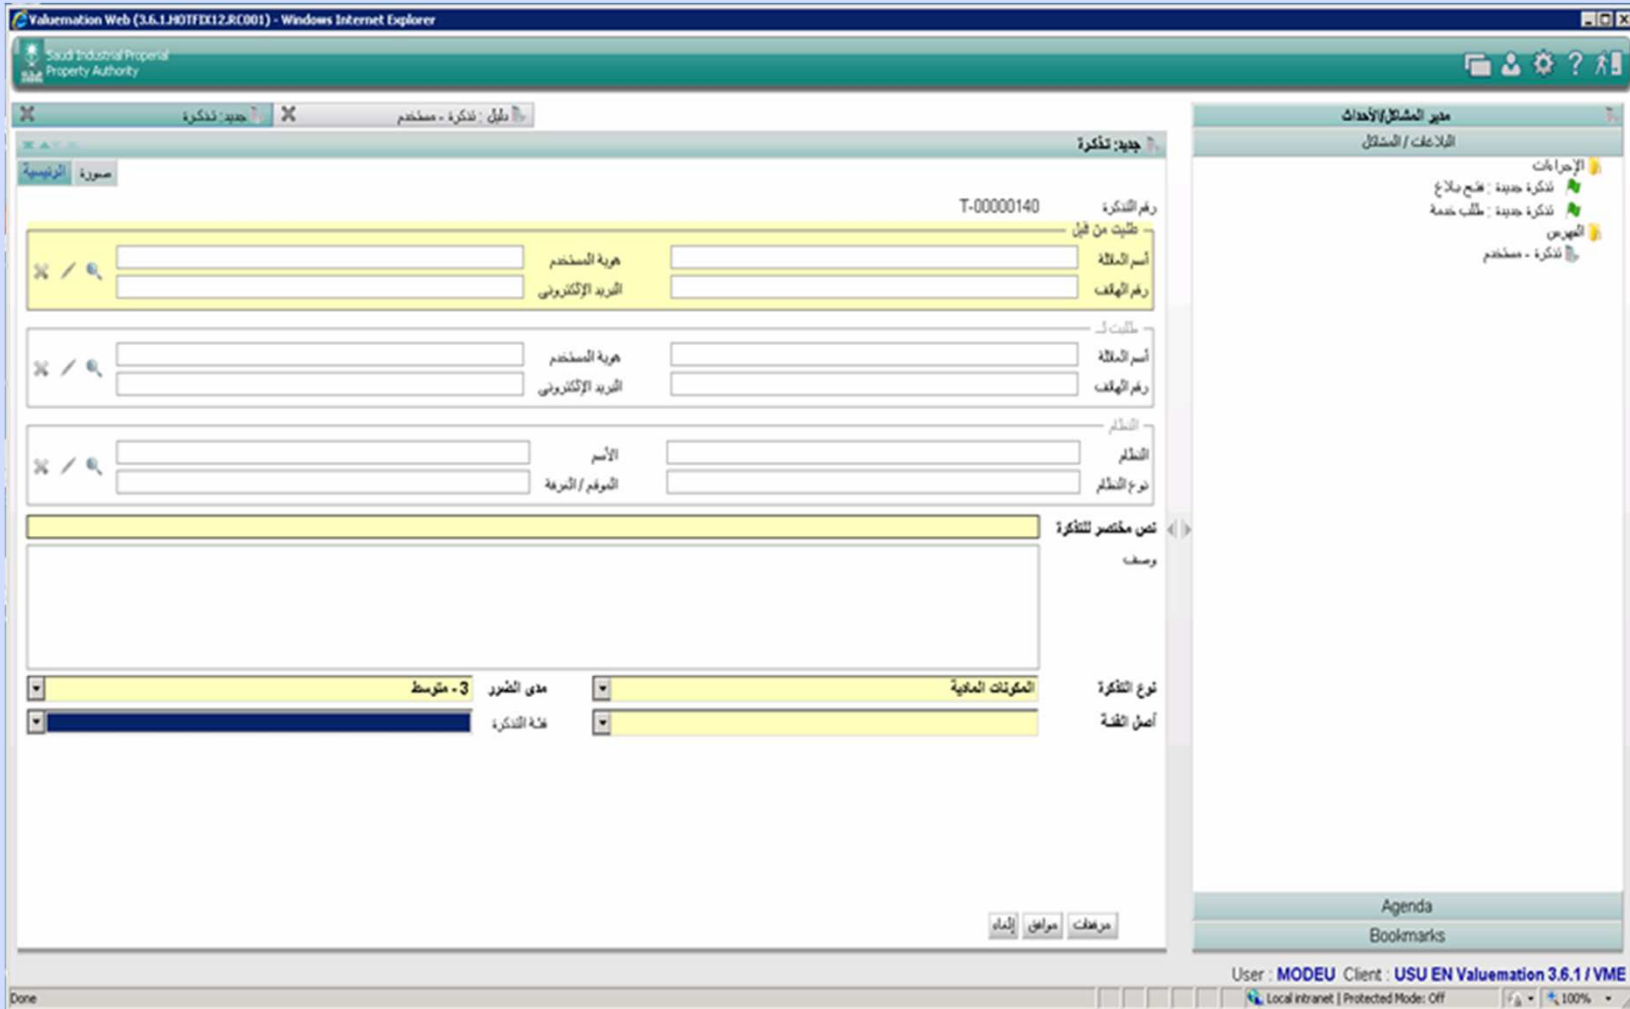 Valuemation Web (3.6.1.HOTFIX12.RC001) - Windows Internet Explorer
Saudi Industrial Properial
Property Authority
دليل : تذكرة - مستخدم
جديد: تذكرة
جديد: تذكرة
صورة
الرئيسية
رقم التذكرة T-00000140
طلبت من قبل
أسم العائلة هوية المستخدم
رقم الهاتف البريد الإلكتروني
طلبت لـ
أسم العائلة هوية المستخدم
رقم الهاتف البريد الإلكتروني
النظام
النظام الأسم
نوع النظام الموقع / الغرفة
نص مختصر للتذكرة
وصف
نوع التذكرة المكونات المادية مدى الضرر 3 - متوسط
أصل الفئة فئة التذكرة
مرفقات موافق إلغاء
مدير المشاكل/الأحداث
البلاغات / المشاكل
الإجراءات
تذكرة جديدة : فتح بلاغ
تذكرة جديدة : طلب خدمة
الفهرس
تذكرة - مستخدم
Agenda
Bookmarks
User : MODEU Client : USU EN Valuemation 3.6.1 / VME
Done
Local intranet | Protected Mode: Off
100%